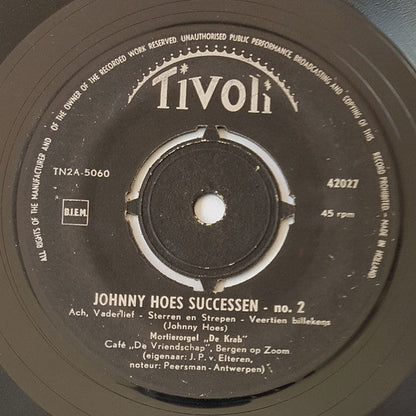 ALL RIGHTS OF THE MANUFACTURER AND OF THE OWNER OF THE RECORDED WORK RESERVED. UNAUTHORISED PUBLIC PERFORMANCE, BROADCASTING AND COPYING OF THIS RECORD PROHIBITED - MADE IN HOLLAND
Tivoli
TN2A-5060
42027
B.I.E.M.
45 rpm
JOHNNY HOES SUCCESSEN - no. 2
Ach, Vaderlief - Sterren en Strepen - Veertien billekens
(Johnny Hoes)
Mortierorgel „De Krab"
Café „De Vriendschap", Bergen op Zoom
(eigenaar: J. P. v. Elteren,
noteur: Peersman - Antwerpen)